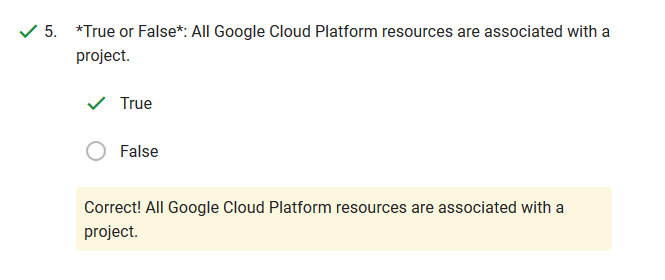 5. *True or False*: All Google Cloud Platform resources are associated with a
project.
True
False
Correct! All Google Cloud Platform resources are associated with a
project.